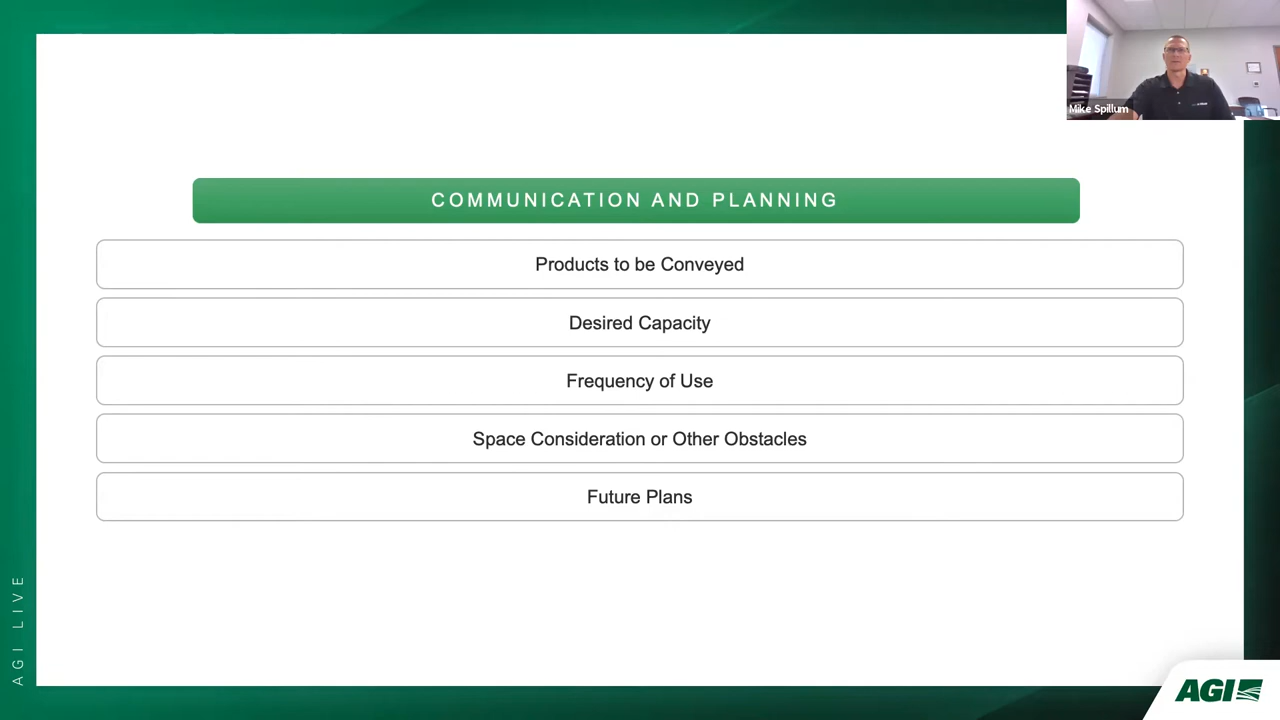 Mike Spillum
COMMUNICATION AND PLANNING
Products to be Conveyed
Desired Capacity
Frequency of Use
Space Consideration or Other Obstacles
Future Plans
AGI LIVE
AGI